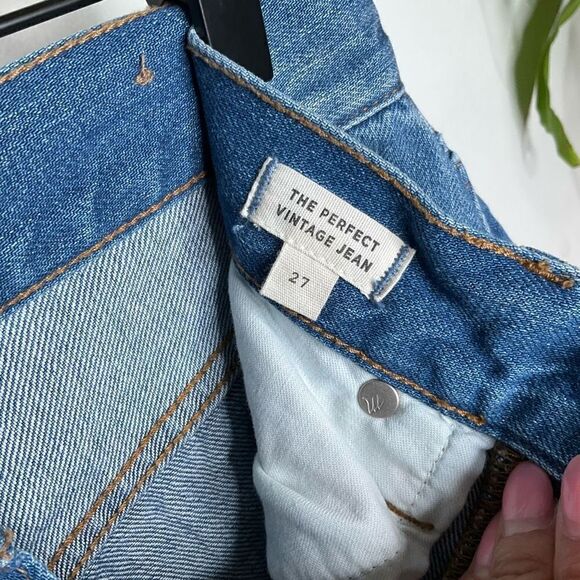 THE PERFECT
VINTAGE JEAN
27